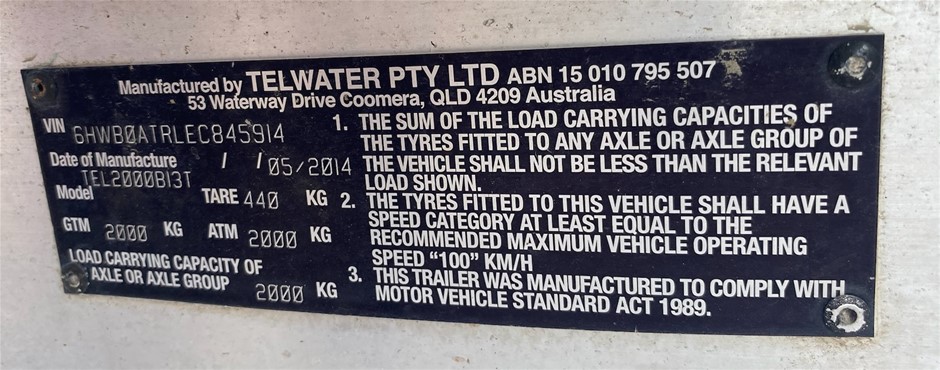 Manufactured by TELWATER PTY LTD ABN 15 010 795 507
53 Waterway Drive Coomera, QLD 4209 Australia
VIN 6HWB0ATRLEC845914
Date of Manufacture / / 05/2014
Model TEL2000B13T TARE 440 KG
GTM 2000 KG ATM 2000 KG
LOAD CARRYING CAPACITY OF
AXLE OR AXLE GROUP 2000 KG
1. THE SUM OF THE LOAD CARRYING CAPACITIES OF
THE TYRES FITTED TO ANY AXLE OR AXLE GROUP OF
THE VEHICLE SHALL NOT BE LESS THAN THE RELEVANT
LOAD SHOWN.
2. THE TYRES FITTED TO THIS VEHICLE SHALL HAVE A
SPEED CATEGORY AT LEAST EQUAL TO THE
RECOMMENDED MAXIMUM VEHICLE OPERATING
SPEED “100” KM/H
3. THIS TRAILER WAS MANUFACTURED TO COMPLY WITH
MOTOR VEHICLE STANDARD ACT 1989.